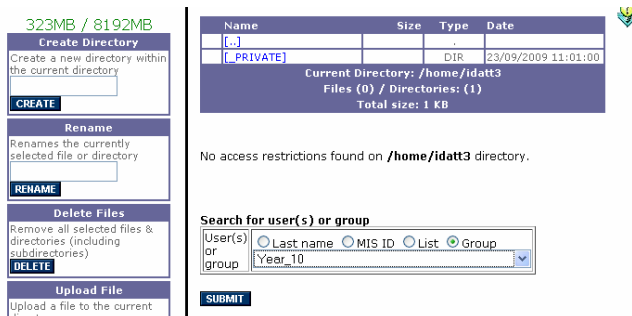 323MB / 8192MB
Create Directory
Create a new directory within
the current directory
CREATE
Rename
Renames the currently
selected file or directory
RENAME
Delete Files
Remove all selected files &
directories (including
subdirectories)
DELETE
Upload File
Upload a file to the current
Name Size Type Date
[..] .
[_PRIVATE] DIR 23/09/2009 11:01:00
Current Directory: /home/idatt3
Files (0) / Directories: (1)
Total size: 1 KB
No access restrictions found on /home/idatt3 directory.
Search for user(s) or group
User(s)
or
group
Last name MIS ID List Group
Year_10
SUBMIT